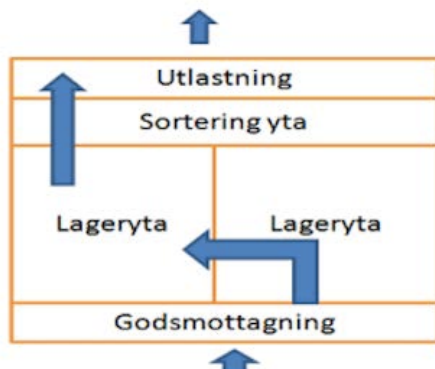 Utlastning
Sortering yta
Lageryta
Lageryta
Godsmottagning